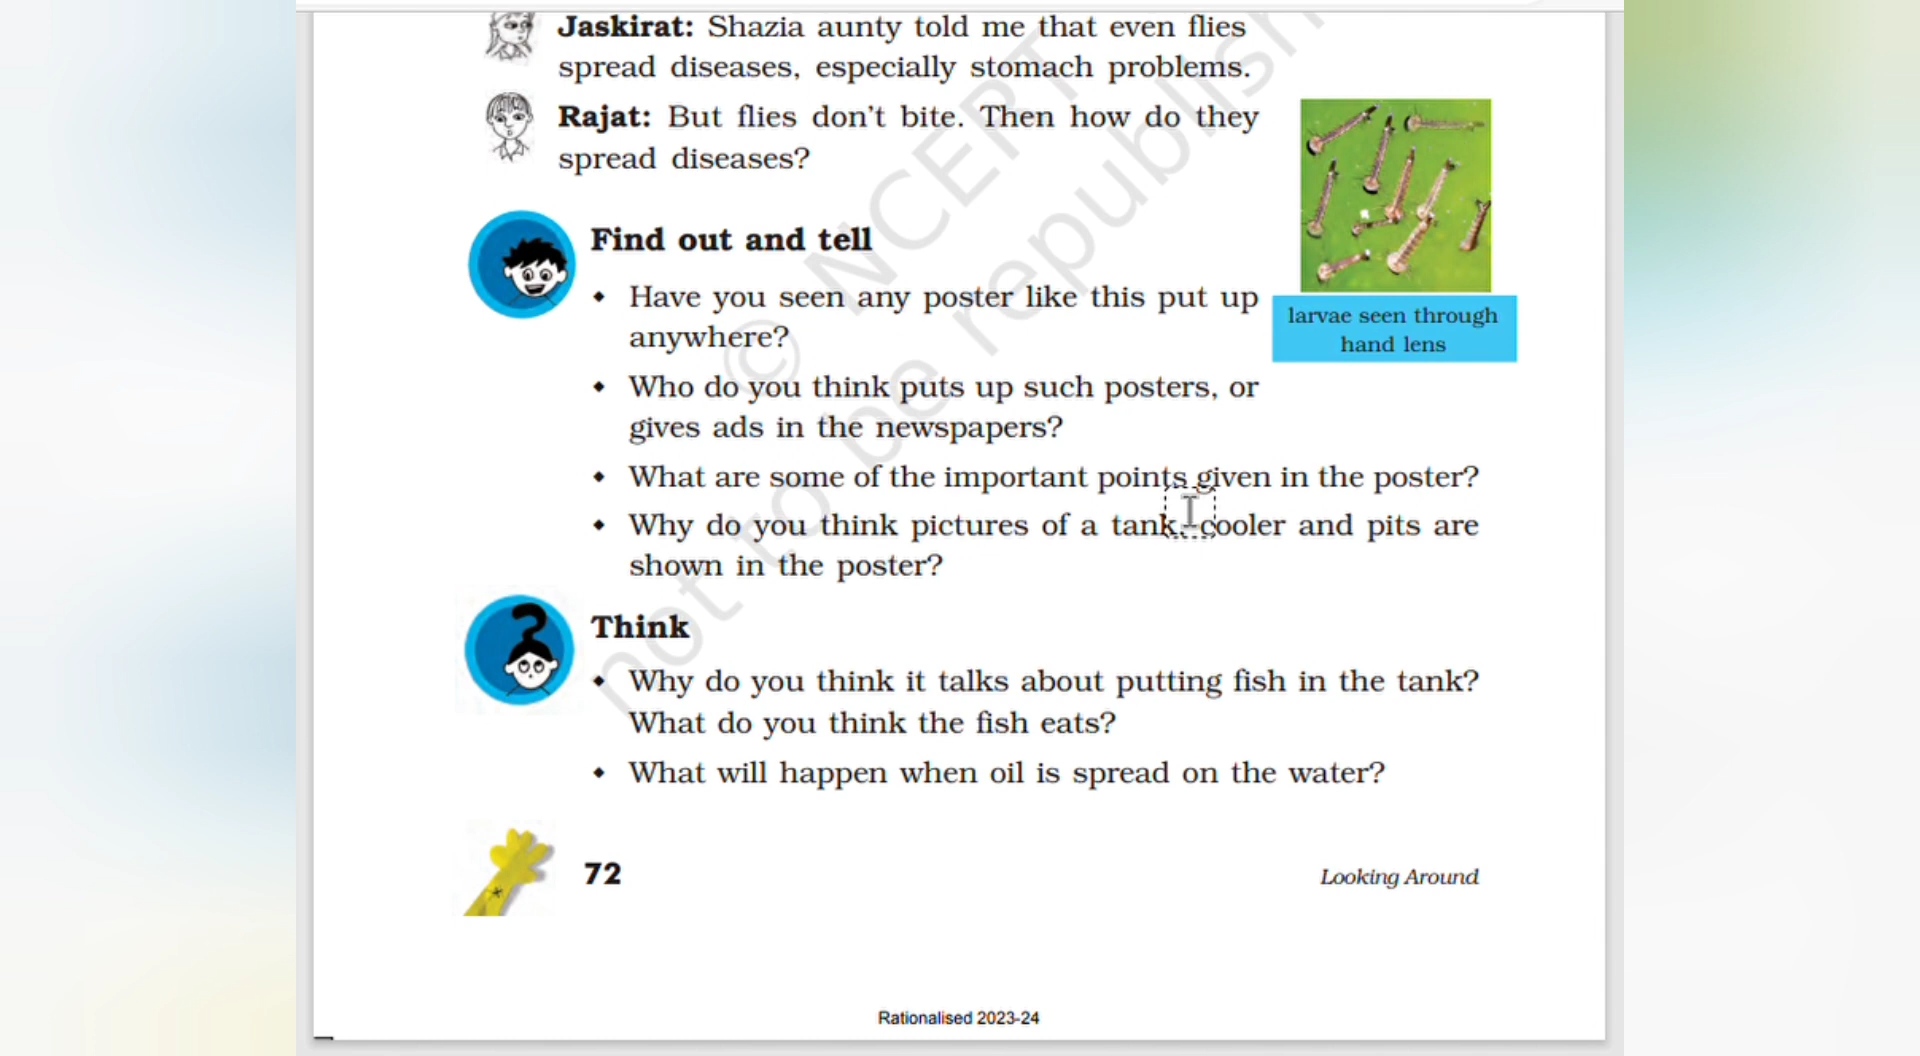 Jaskirat: Shazia aunty told me that even flies
spread diseases, especially stomach problems.
Rajat: But flies don't bite. Then how do they
spread diseases?
Find out and tell
• Have you seen any poster like this put up
anywhere?
larvae seen through
hand lens
• Who do you think puts up such posters, or
gives ads in the newspapers?
• What are some of the important points given in the poster?
• Why do you think pictures of a tank, cooler and pits are
shown in the poster?
Think
• Why do you think it talks about putting fish in the tank?
What do you think the fish eats?
• What will happen when oil is spread on the water?
72
Looking Around
Rationalised 2023-24
© NCERT
not to be republish